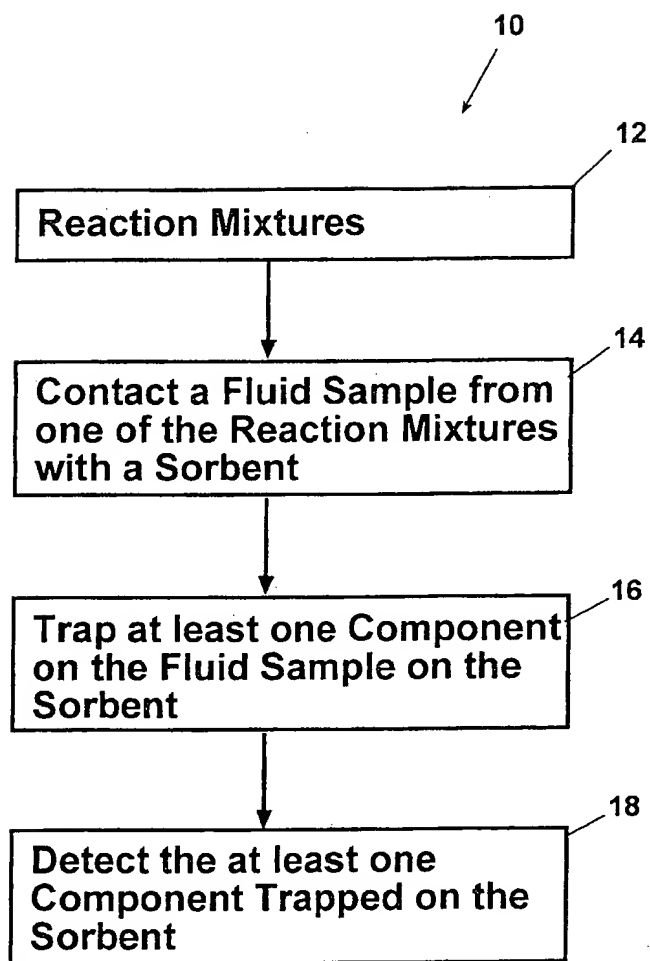 10
12
Reaction Mixtures
14
Contact a Fluid Sample from
one of the Reaction Mixtures
with a Sorbent
16
Trap at least one Component
on the Fluid Sample on the
Sorbent
18
Detect the at least one
Component Trapped on the
Sorbent